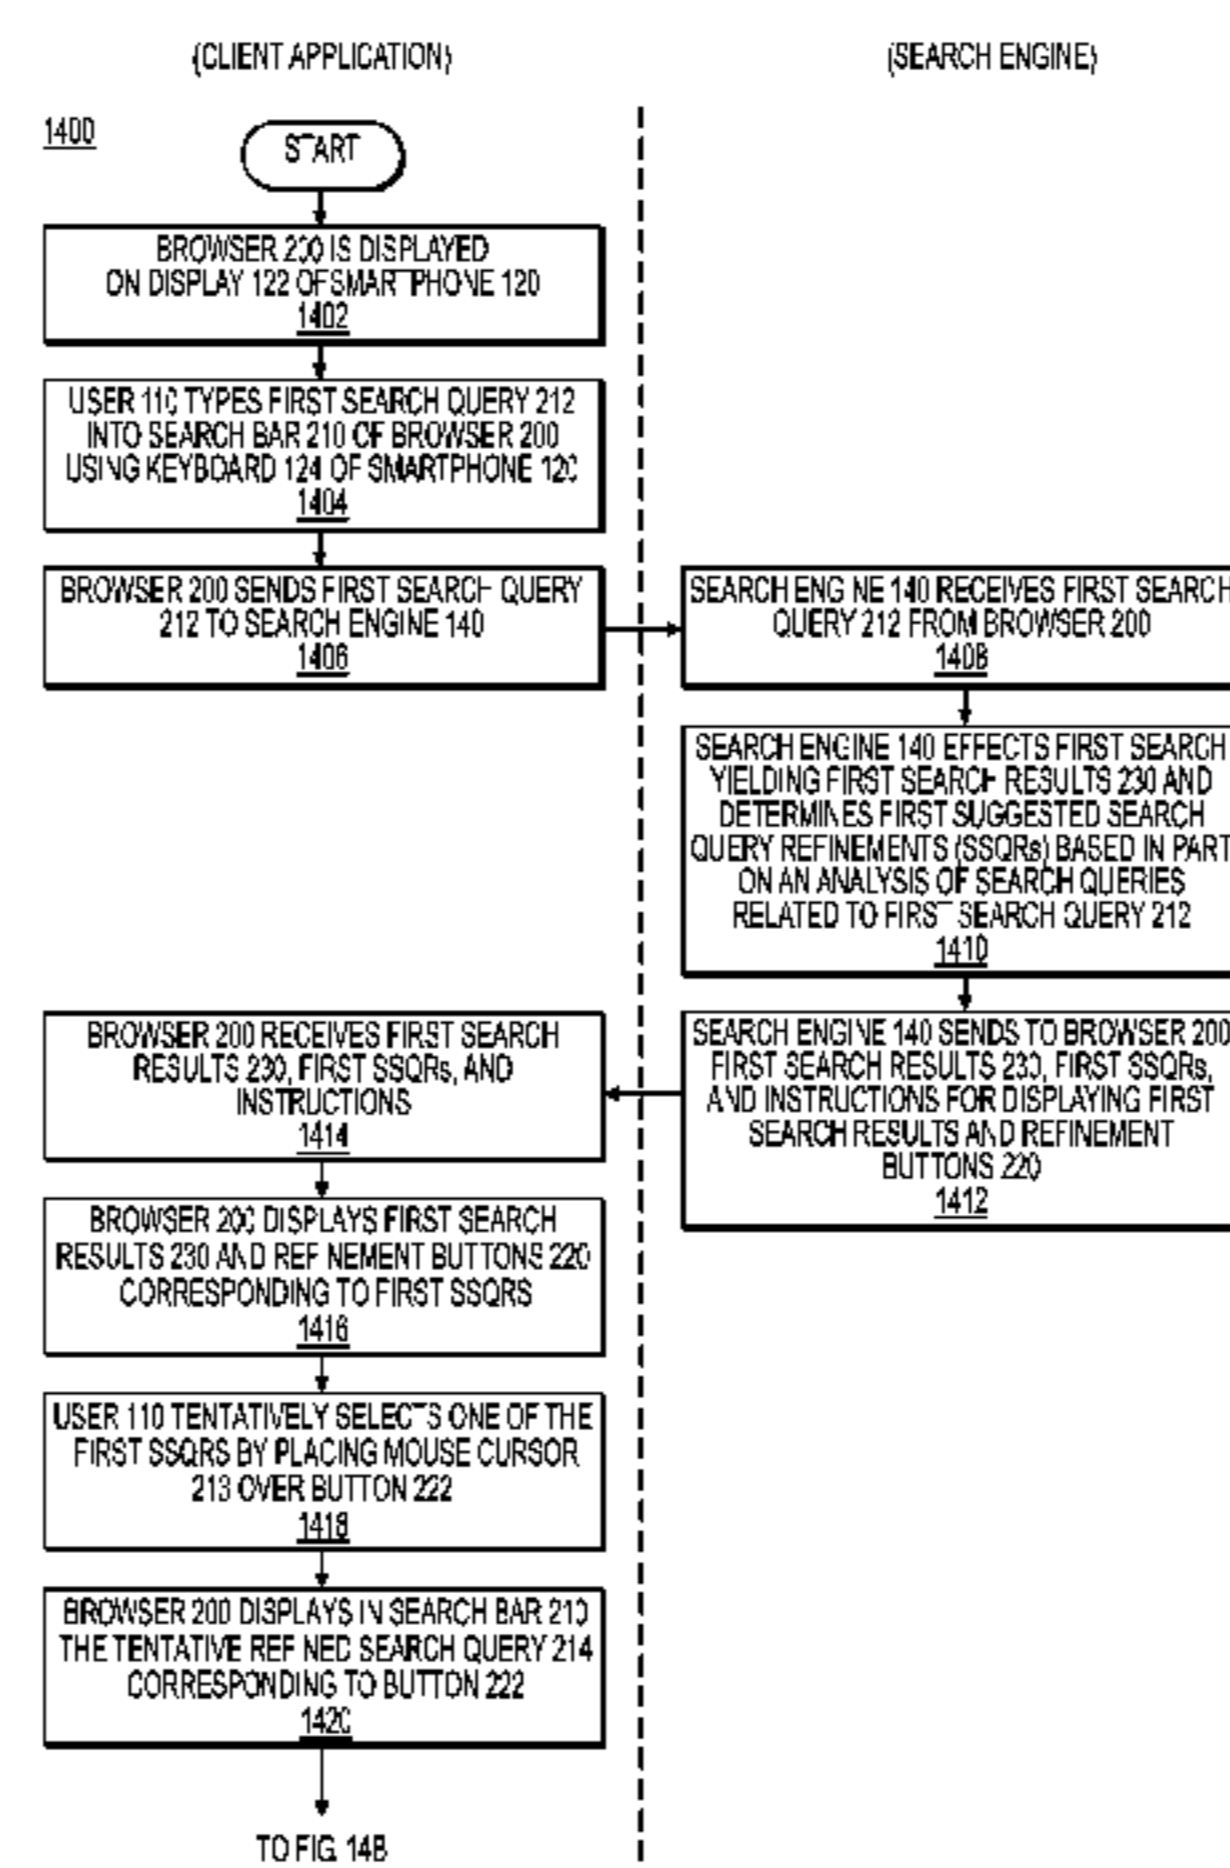 (CLIENT APPLICATION)
(SEARCH ENGINE)
1400
START
BROWSER 200 IS DISPLAYED
ON DISPLAY 122 OF SMARTPHONE 120
1402
USER 110 TYPES FIRST SEARCH QUERY 212
INTO SEARCH BAR 210 OF BROWSER 200
USING KEYBOARD 124 OF SMARTPHONE 120
1404
BROWSER 200 SENDS FIRST SEARCH QUERY
212 TO SEARCH ENGINE 140
1406
SEARCH ENGINE 140 RECEIVES FIRST SEARCH
QUERY 212 FROM BROWSER 200
1408
SEARCH ENGINE 140 EFFECTS FIRST SEARCH
YIELDING FIRST SEARCH RESULTS 230 AND
DETERMINES FIRST SUGGESTED SEARCH
QUERY REFINEMENTS (SSQRs) BASED IN PART
ON AN ANALYSIS OF SEARCH QUERIES
RELATED TO FIRST SEARCH QUERY 212
1410
SEARCH ENGINE 140 SENDS TO BROWSER 200
FIRST SEARCH RESULTS 230, FIRST SSQRs,
AND INSTRUCTIONS FOR DISPLAYING FIRST
SEARCH RESULTS AND REFINEMENT
BUTTONS 220
1412
BROWSER 200 RECEIVES FIRST SEARCH
RESULTS 230, FIRST SSQRs, AND
INSTRUCTIONS
1414
BROWSER 200 DISPLAYS FIRST SEARCH
RESULTS 230 AND REFINEMENT BUTTONS 220
CORRESPONDING TO FIRST SSQRS
1416
USER 110 TENTATIVELY SELECTS ONE OF THE
FIRST SSQRS BY PLACING MOUSE CURSOR
213 OVER BUTTON 222
1418
BROWSER 200 DISPLAYS IN SEARCH BAR 210
THE TENTATIVE REFINED SEARCH QUERY 214
CORRESPONDING TO BUTTON 222
1420
TO FIG. 14B